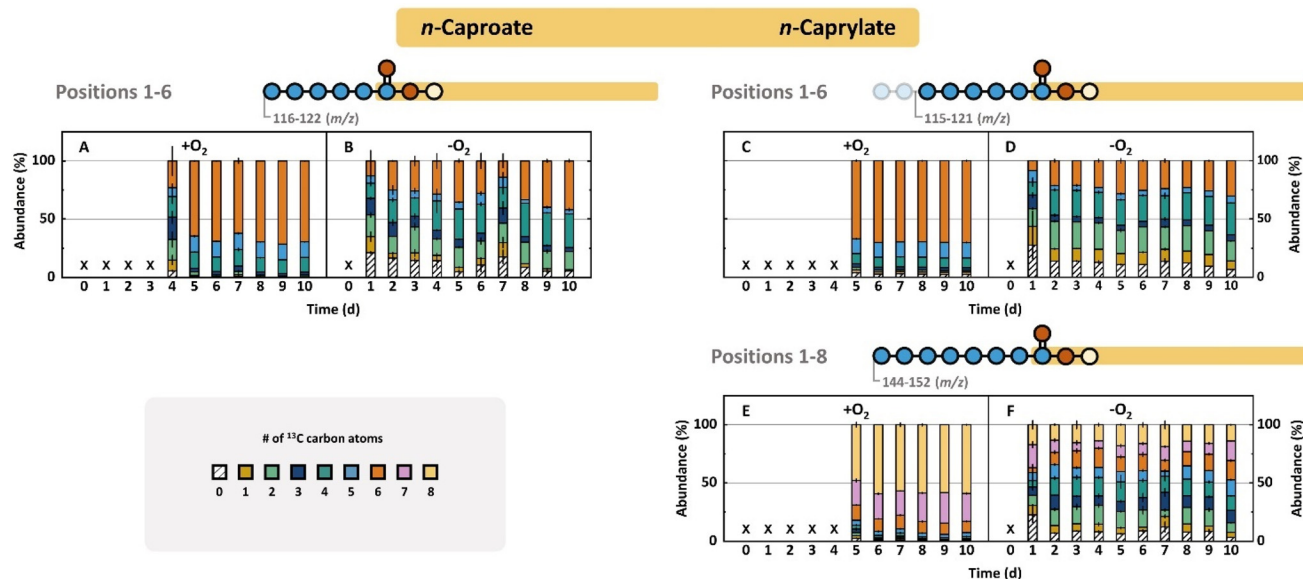 n-Caproate n-Caprylate
Positions 1-6
116-122 (m/z)
Positions 1-6
115-121 (m/z)
A +O₂ B -O₂
Abundance (%)
100
50
0
X X X X
0 1 2 3 4 5 6 7 8 9 10 0 1 2 3 4 5 6 7 8 9 10
X
Time (d)
C +O₂ D -O₂
Abundance (%)
100
50
0
X X X X X
0 1 2 3 4 5 6 7 8 9 10 0 1 2 3 4 5 6 7 8 9 10
X
Time (d)
Positions 1-8
144-152 (m/z)
E +O₂ F -O₂
Abundance (%)
100
50
0
Abundance (%)
100
50
0
X X X X X
X
0 1 2 3 4 5 6 7 8 9 10 0 1 2 3 4 5 6 7 8 9 10
Time (d)
# of ¹³C carbon atoms
0 1 2 3 4 5 6 7 8